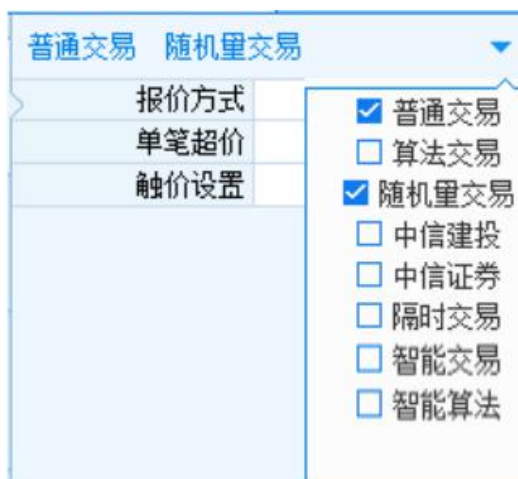 普通交易 随机量交易
报价方式
单笔超价
触价设置
普通交易
算法交易
随机量交易
中信建投
中信证券
隔时交易
智能交易
智能算法